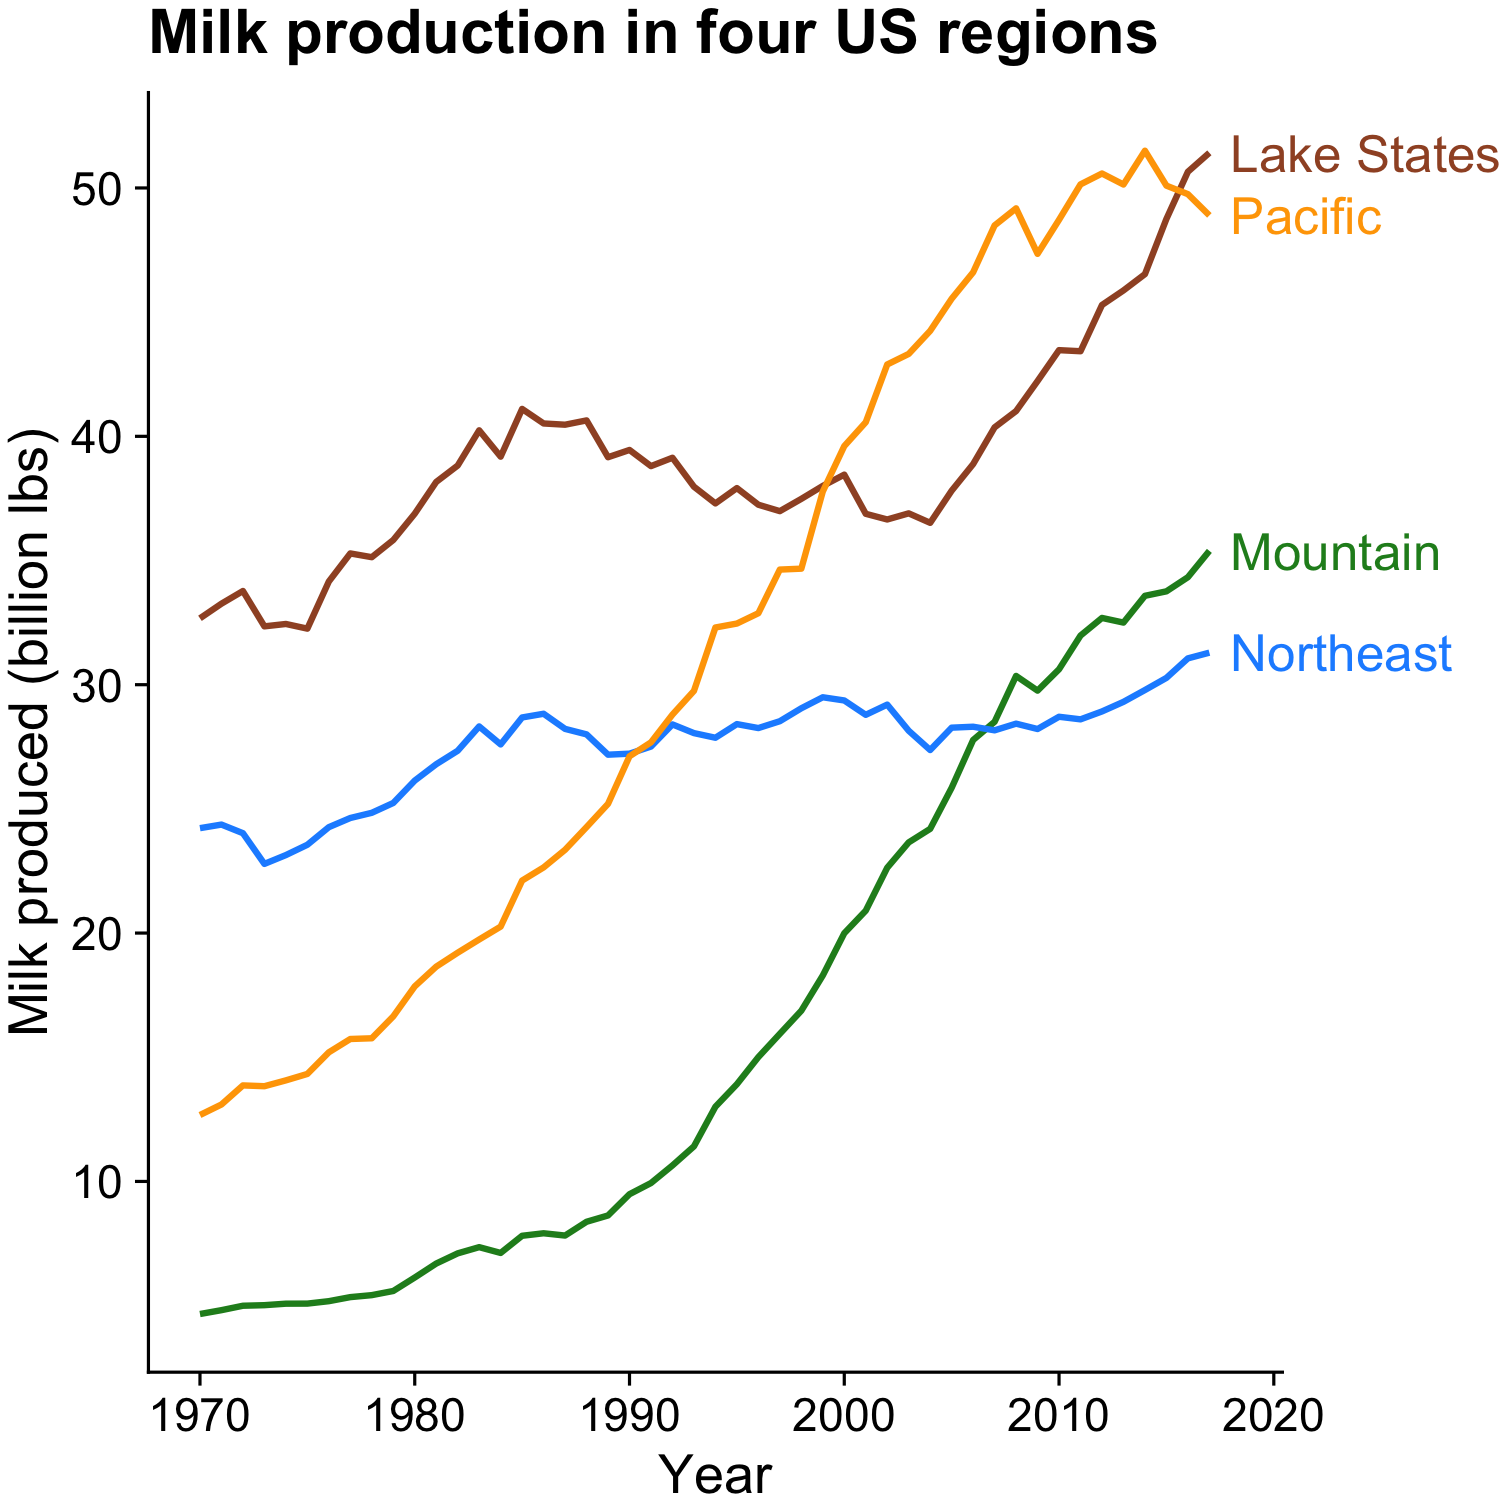 Milk production in four US regions
Milk produced (billion lbs)
50
40
30
20
10
Lake States
Pacific
Mountain
Northeast
1970 1980 1990 2000 2010 2020
Year